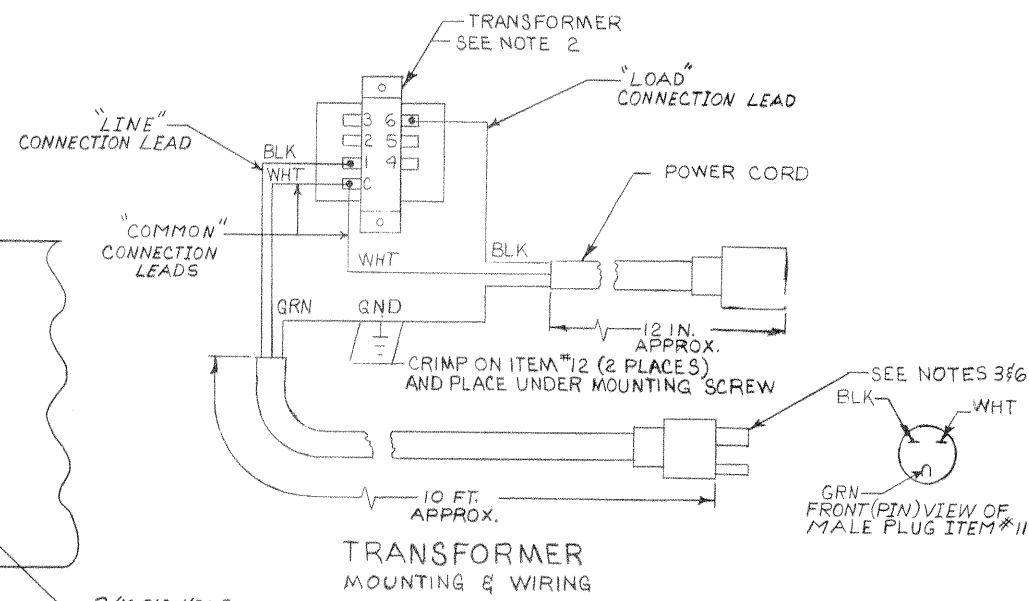 TRANSFORMER
SEE NOTE 2
"LOAD"
CONNECTION LEAD
"LINE"
CONNECTION LEAD
3 6
2 5
1 4
C
BLK
WHT
POWER CORD
"COMMON"
CONNECTION
LEADS
WHT
BLK
GRN
GND
12 IN.
APPROX.
CRIMP ON ITEM #12 (2 PLACES)
AND PLACE UNDER MOUNTING SCREW
SEE NOTES 3&6
BLK
WHT
GRN
FRONT (PIN) VIEW OF
MALE PLUG ITEM #11
10 FT.
APPROX.
TRANSFORMER
MOUNTING & WIRING